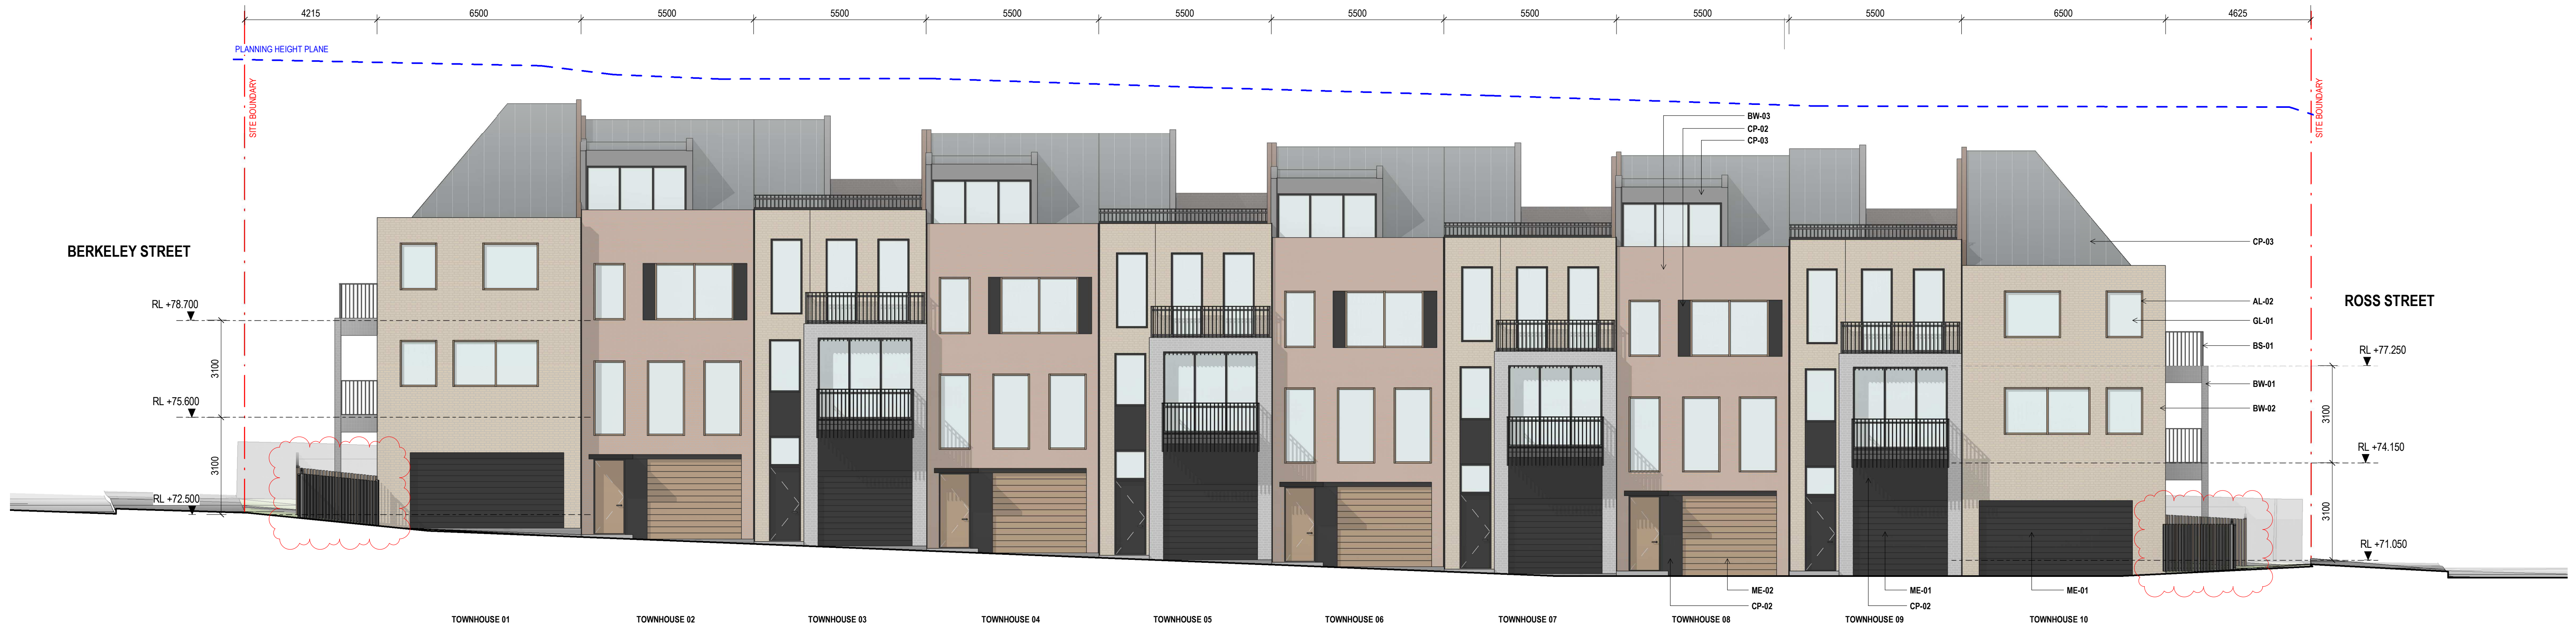 4215 6500 5500 5500 5500 5500 5500 5500 5500 5500 6500 4625
PLANNING HEIGHT PLANE
SITE BOUNDARY
SITE BOUNDARY
BW-03
CP-02
CP-03
BERKELEY STREET
CP-03
RL +78.700
AL-02
ROSS STREET
GL-01
BS-01
RL +77.250
3100
BW-01
RL +75.600
BW-02
3100
RL +74.150
3100
RL +72.500
3100
RL +71.050
ME-02
ME-01
ME-01
CP-02
CP-02
TOWNHOUSE 01 TOWNHOUSE 02 TOWNHOUSE 03 TOWNHOUSE 04 TOWNHOUSE 05 TOWNHOUSE 06 TOWNHOUSE 07 TOWNHOUSE 08 TOWNHOUSE 09 TOWNHOUSE 10